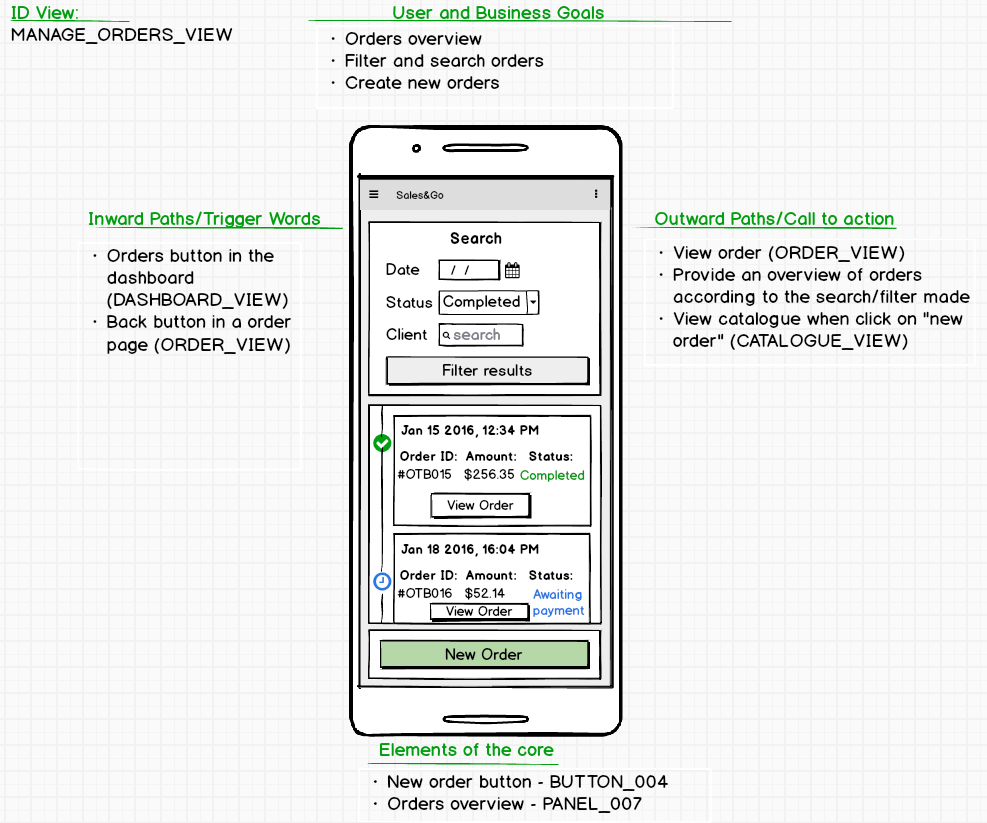 ID View:
MANAGE_ORDERS_VIEW
User and Business Goals
· Orders overview
· Filter and search orders
· Create new orders
Inward Paths/Trigger Words
· Orders button in the
dashboard
(DASHBOARD_VIEW)
· Back button in a order
page (ORDER_VIEW)
Sales&Go
Search
Date / /
Status Completed
Client search
Filter results
Jan 15 2016, 12:34 PM
Order ID: Amount: Status:
#OTB015 $256.35 Completed
View Order
Jan 18 2016, 16:04 PM
Order ID: Amount: Status:
#OTB016 $52.14 Awaiting
payment
View Order
New Order
Outward Paths/Call to action
· View order (ORDER_VIEW)
· Provide an overview of orders
according to the search/filter made
· View catalogue when click on "new
order" (CATALOGUE_VIEW)
Elements of the core
· New order button - BUTTON_004
· Orders overview - PANEL_007